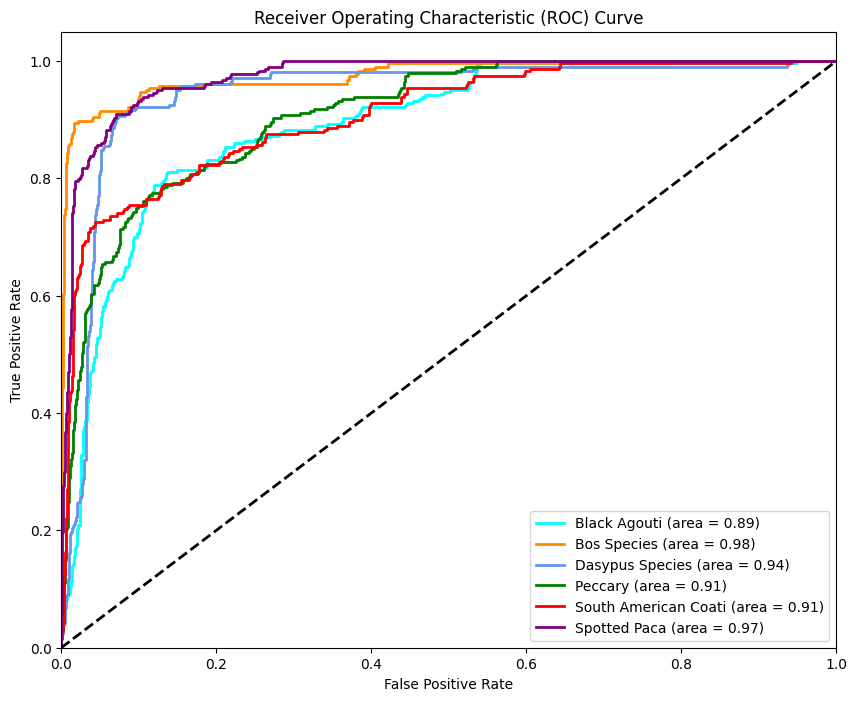 Receiver Operating Characteristic (ROC) Curve
1.0
0.8
0.6
0.4
0.2
0.0
True Positive Rate
Black Agouti (area = 0.89)
Bos Species (area = 0.98)
Dasypus Species (area = 0.94)
Peccary (area = 0.91)
South American Coati (area = 0.91)
Spotted Paca (area = 0.97)
0.0 0.2 0.4 0.6 0.8 1.0
False Positive Rate